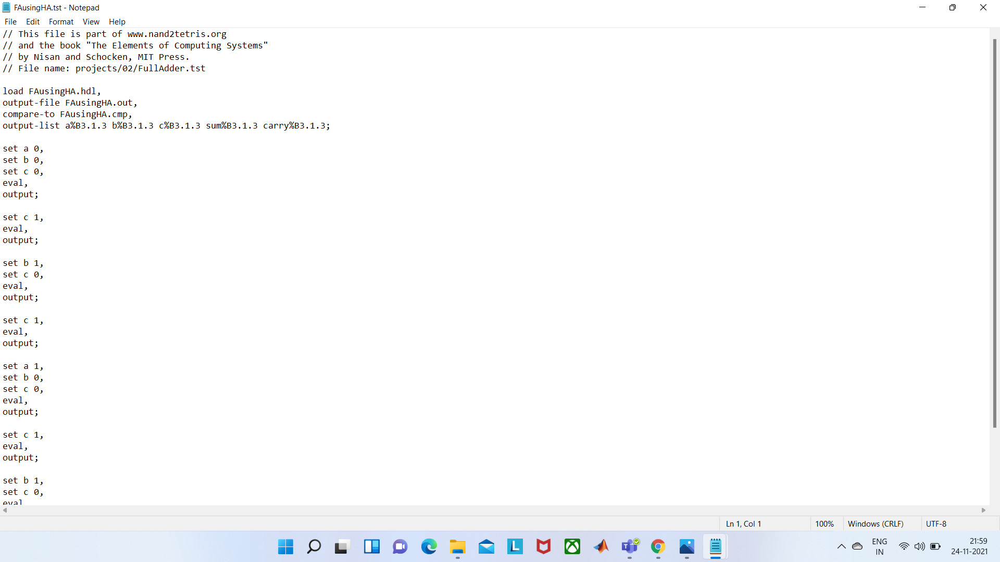 FAusingHA.tst - Notepad
File Edit Format View Help
// This file is part of www.nand2tetris.org
// and the book "The Elements of Computing Systems"
// by Nisan and Schocken, MIT Press.
// File name: projects/02/FullAdder.tst
load FAusingHA.hdl,
output-file FAusingHA.out,
compare-to FAusingHA.cmp,
output-list a%B3.1.3 b%B3.1.3 c%B3.1.3 sum%B3.1.3 carry%B3.1.3;
set a 0,
set b 0,
set c 0,
eval,
output;
set c 1,
eval,
output;
set b 1,
set c 0,
eval,
output;
set c 1,
eval,
output;
set a 1,
set b 0,
set c 0,
eval,
output;
set c 1,
eval,
output;
set b 1,
set c 0,
eval
Ln 1, Col 1 100% Windows (CRLF) UTF-8
ENG
IN
21:59
24-11-2021